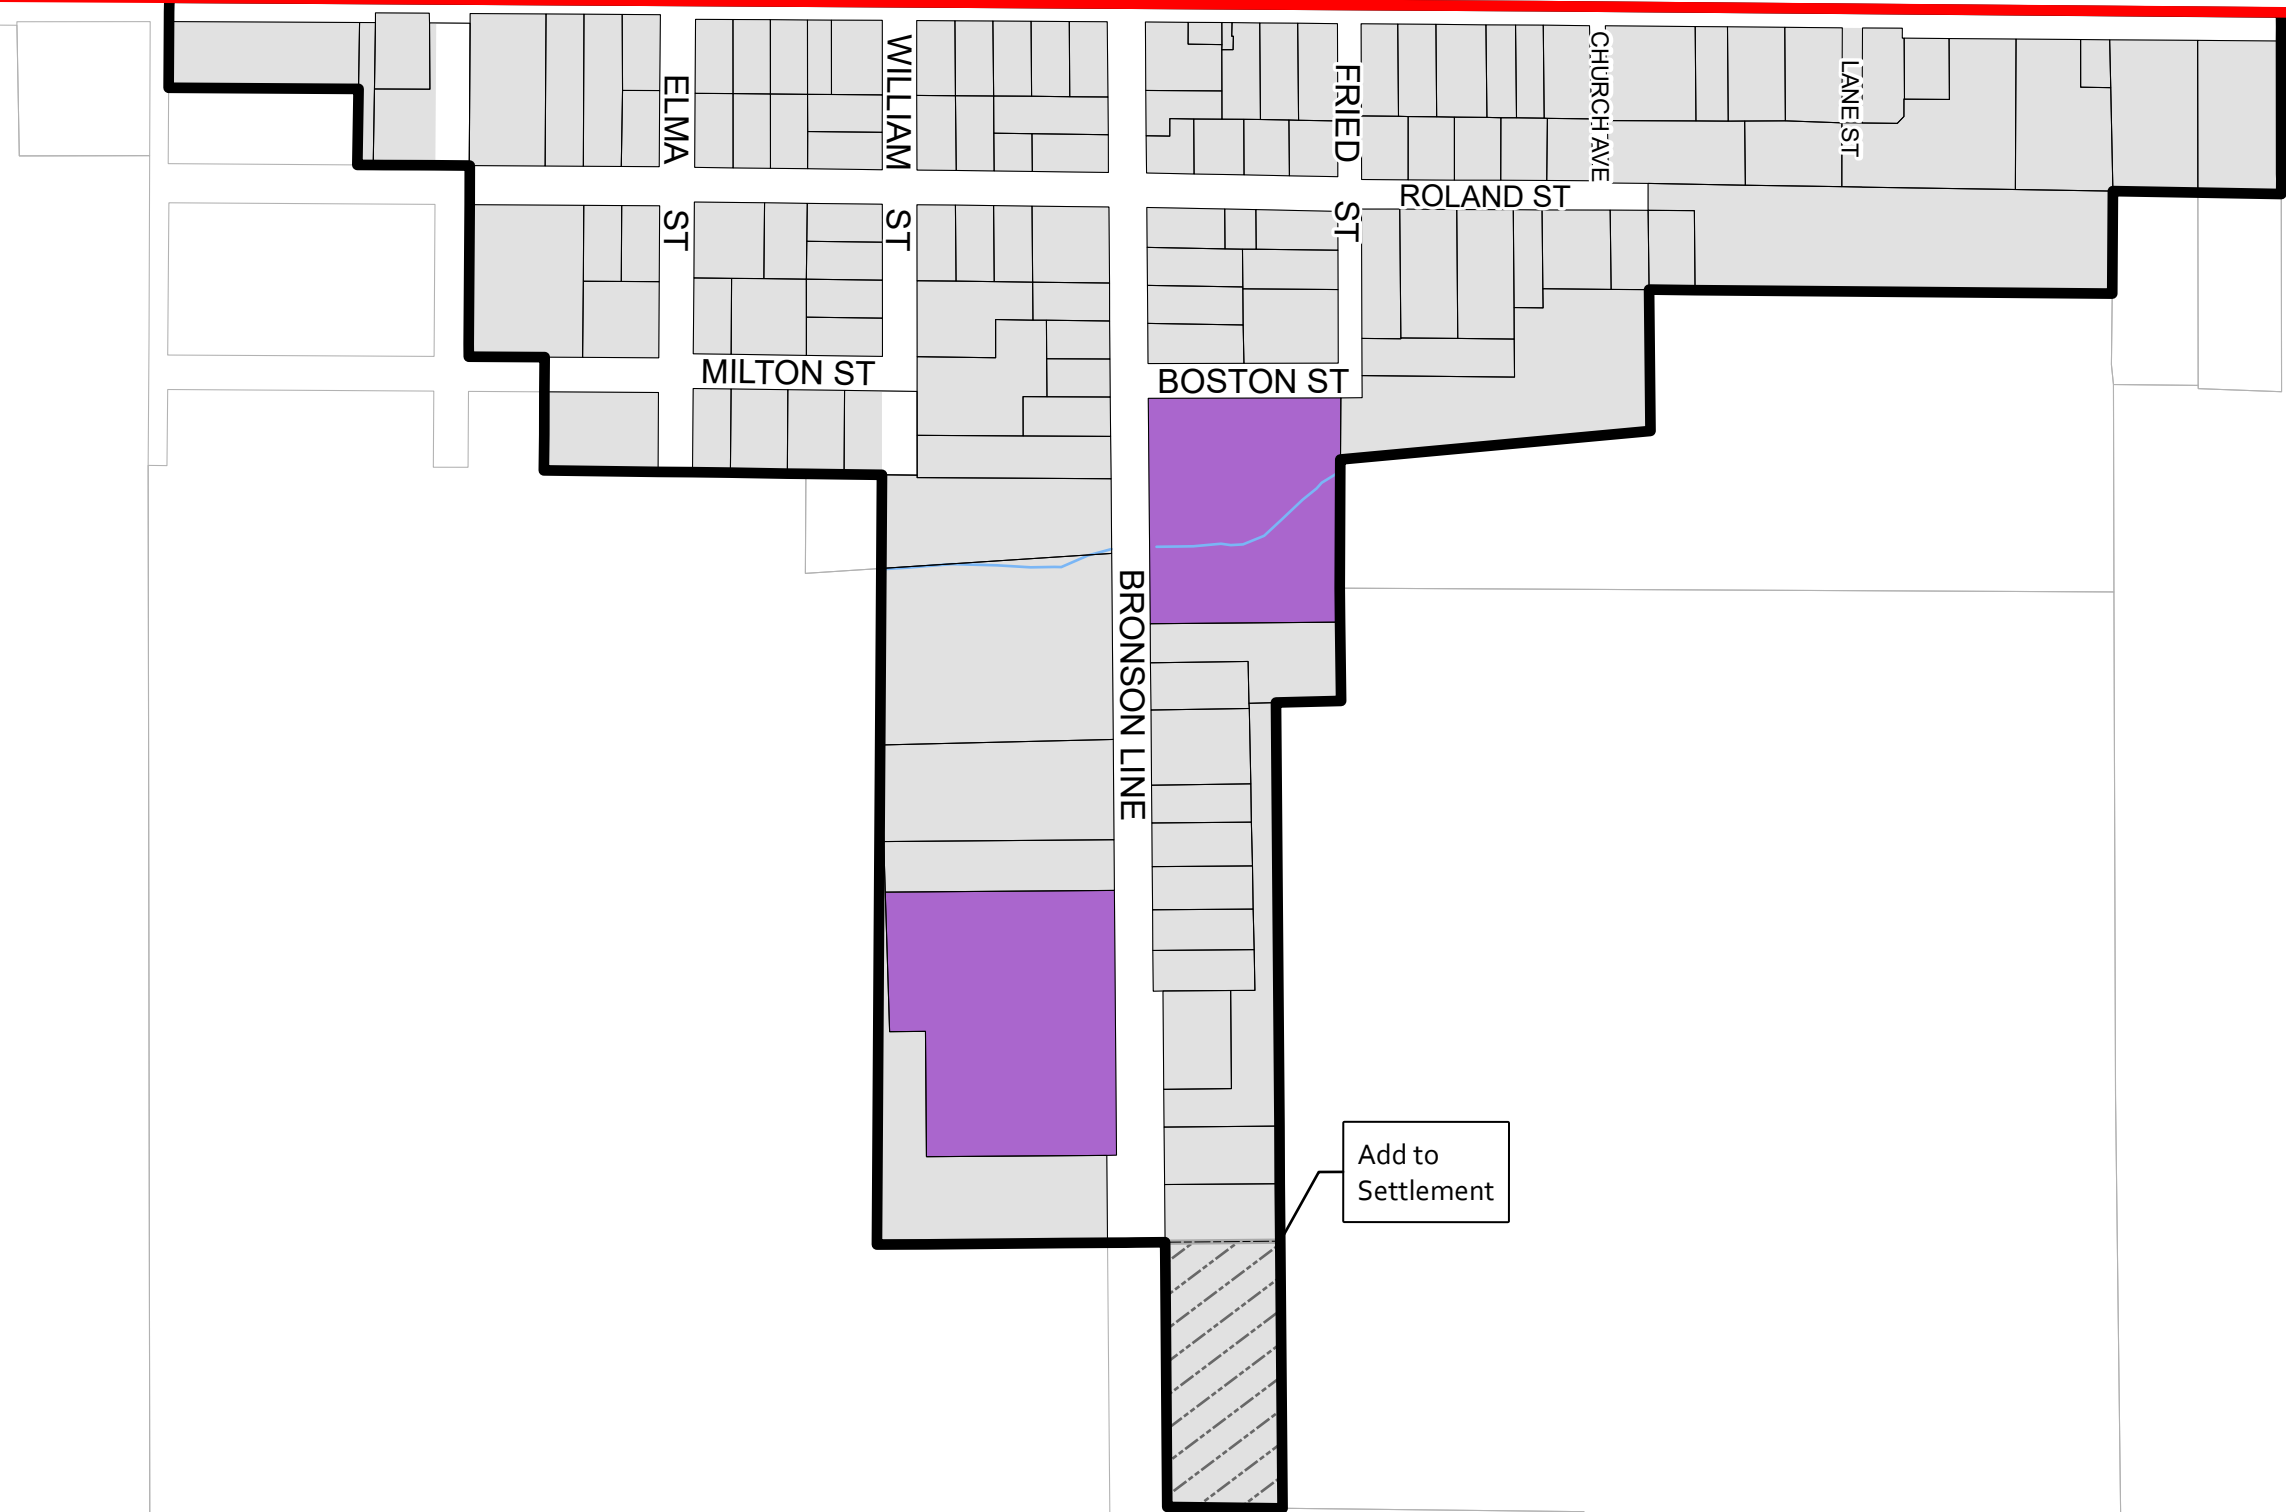 ELMA ST
WILLIAM ST
FRIED ST
CHURCH AVE
LANE ST
ROLAND ST
MILTON ST
BOSTON ST
BRONSON LINE
Add to
Settlement